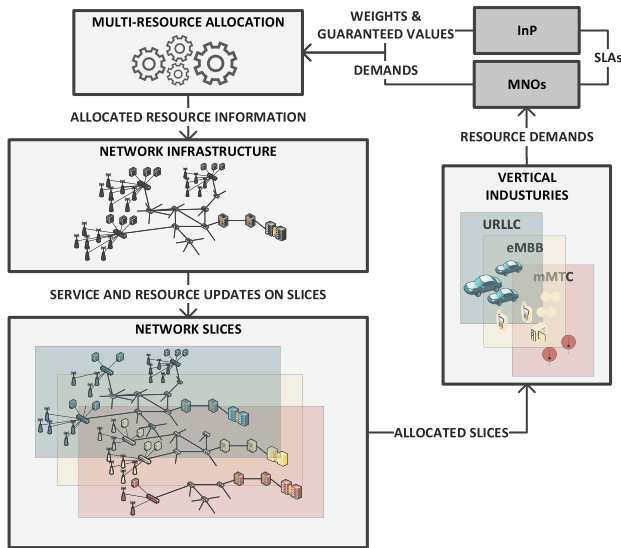 MULTI-RESOURCE ALLOCATION
WEIGHTS &
GUARANTEED VALUES
InP
SLAs
DEMANDS
MNOs
ALLOCATED RESOURCE INFORMATION
RESOURCE DEMANDS
NETWORK INFRASTRUCTURE
VERTICAL
INDUSTURIES
URLLC
eMBB
mMTC
SERVICE AND RESOURCE UPDATES ON SLICES
NETWORK SLICES
ALLOCATED SLICES